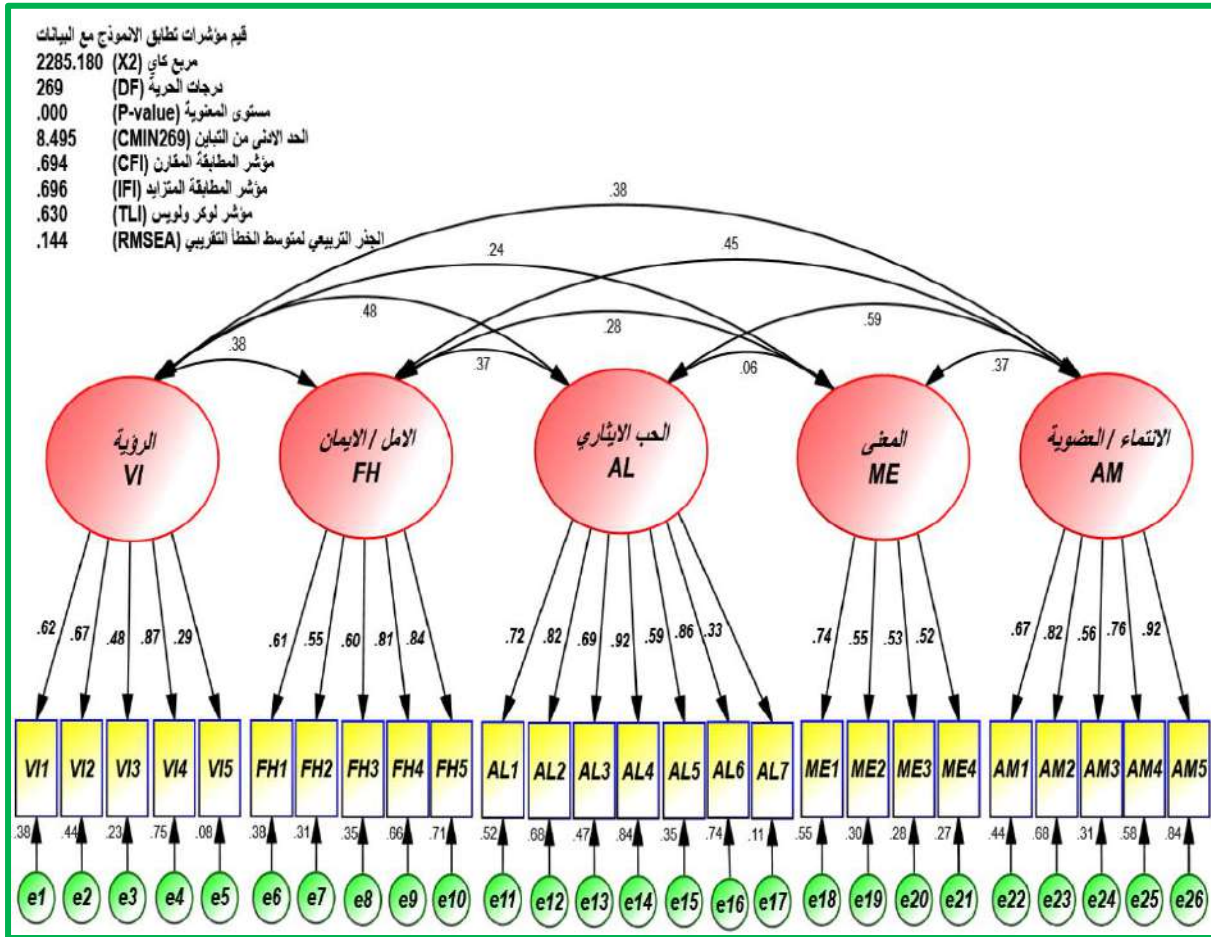 قيم مؤشرات تطابق الانموذج مع البيانات
2285.180 مربع كاي (X2)
269 درجات الحرية (DF)
.000 مستوى المعنوية (P-value)
8.495 الحد الادنى من التباين (CMIN269)
.694 مؤشر المطابقة المقارن (CFI)
.696 مؤشر المطابقة المتزايد (IFI)
.630 مؤشر لوكر ولويس (TLI)
.144 الجذر التربيعي لمتوسط الخطأ التقريبي (RMSEA)
.38
.24 .45
.48 .28 .59
.38 .37 .06 .37
الرؤية
VI
الامل / الايمان
FH
الحب الايثاري
AL
المعنى
ME
الانتماء / العضوية
AM
.62 .67 .48 .87 .29 .61 .55 .60 .81 .84 .72 .82 .69 .92 .59 .86 .33 .74 .55 .53 .52 .67 .82 .56 .76 .92
VI1 VI2 VI3 VI4 VI5 FH1 FH2 FH3 FH4 FH5 AL1 AL2 AL3 AL4 AL5 AL6 AL7 ME1 ME2 ME3 ME4 AM1 AM2 AM3 AM4 AM5
.38 .44 .23 .75 .08 .38 .31 .35 .66 .71 .52 .68 .47 .84 .35 .74 .11 .55 .30 .28 .27 .44 .68 .31 .58 .84
e1 e2 e3 e4 e5 e6 e7 e8 e9 e10 e11 e12 e13 e14 e15 e16 e17 e18 e19 e20 e21 e22 e23 e24 e25 e26